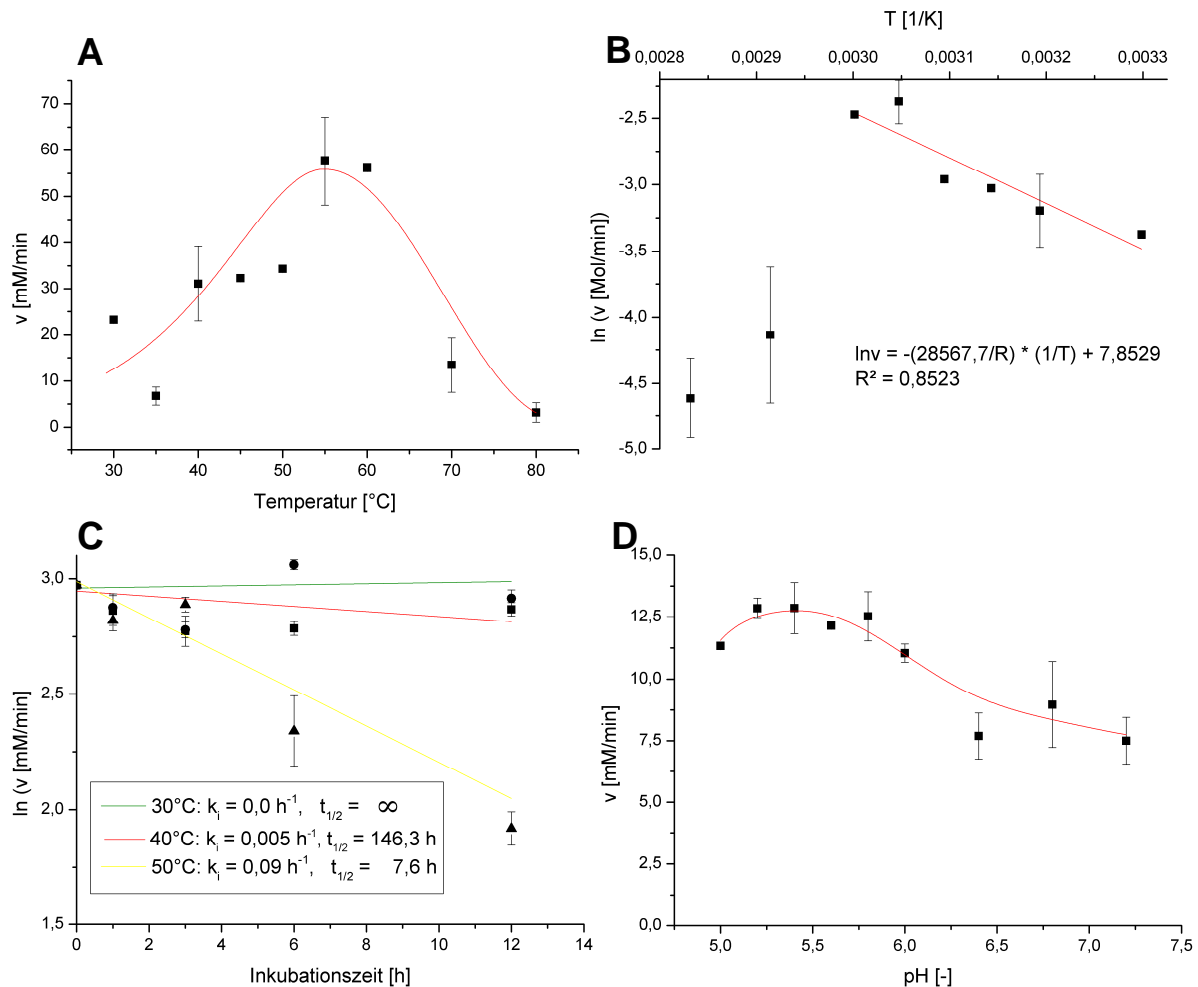 A
70
60
50
40
30
20
10
0
v [mM/min]
30 40 50 60 70 80
Temperatur [°C]
T [1/K]
B
0,0028 0,0029 0,0030 0,0031 0,0032 0,0033
-2,5
-3,0
-3,5
-4,0
-4,5
-5,0
ln (v [Mol/min])
lnv = -(28567,7/R) * (1/T) + 7,8529
R² = 0,8523
C
3,0
2,5
2,0
1,5
ln (v [mM/min])
30°C: kᵢ = 0,0 h⁻¹, t₁/₂ = ∞
40°C: kᵢ = 0,005 h⁻¹, t₁/₂ = 146,3 h
50°C: kᵢ = 0,09 h⁻¹, t₁/₂ = 7,6 h
0 2 4 6 8 10 12 14
Inkubationszeit [h]
D
15,0
12,5
10,0
7,5
5,0
2,5
0,0
v [mM/min]
5,0 5,5 6,0 6,5 7,0 7,5
pH [-]